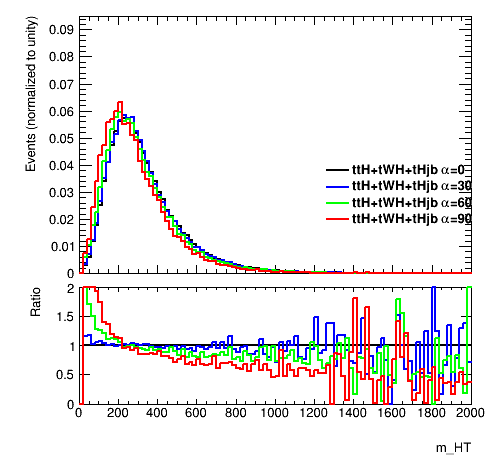 Events (normalized to unity)
0.09
0.08
0.07
0.06
0.05
0.04
0.03
0.02
0.01
0
ttH+tWH+tHjb α=0
ttH+tWH+tHjb α=30
ttH+tWH+tHjb α=60
ttH+tWH+tHjb α=90
Ratio
2
1.5
1
0.5
0
0 200 400 600 800 1000 1200 1400 1600 1800 2000
m_HT